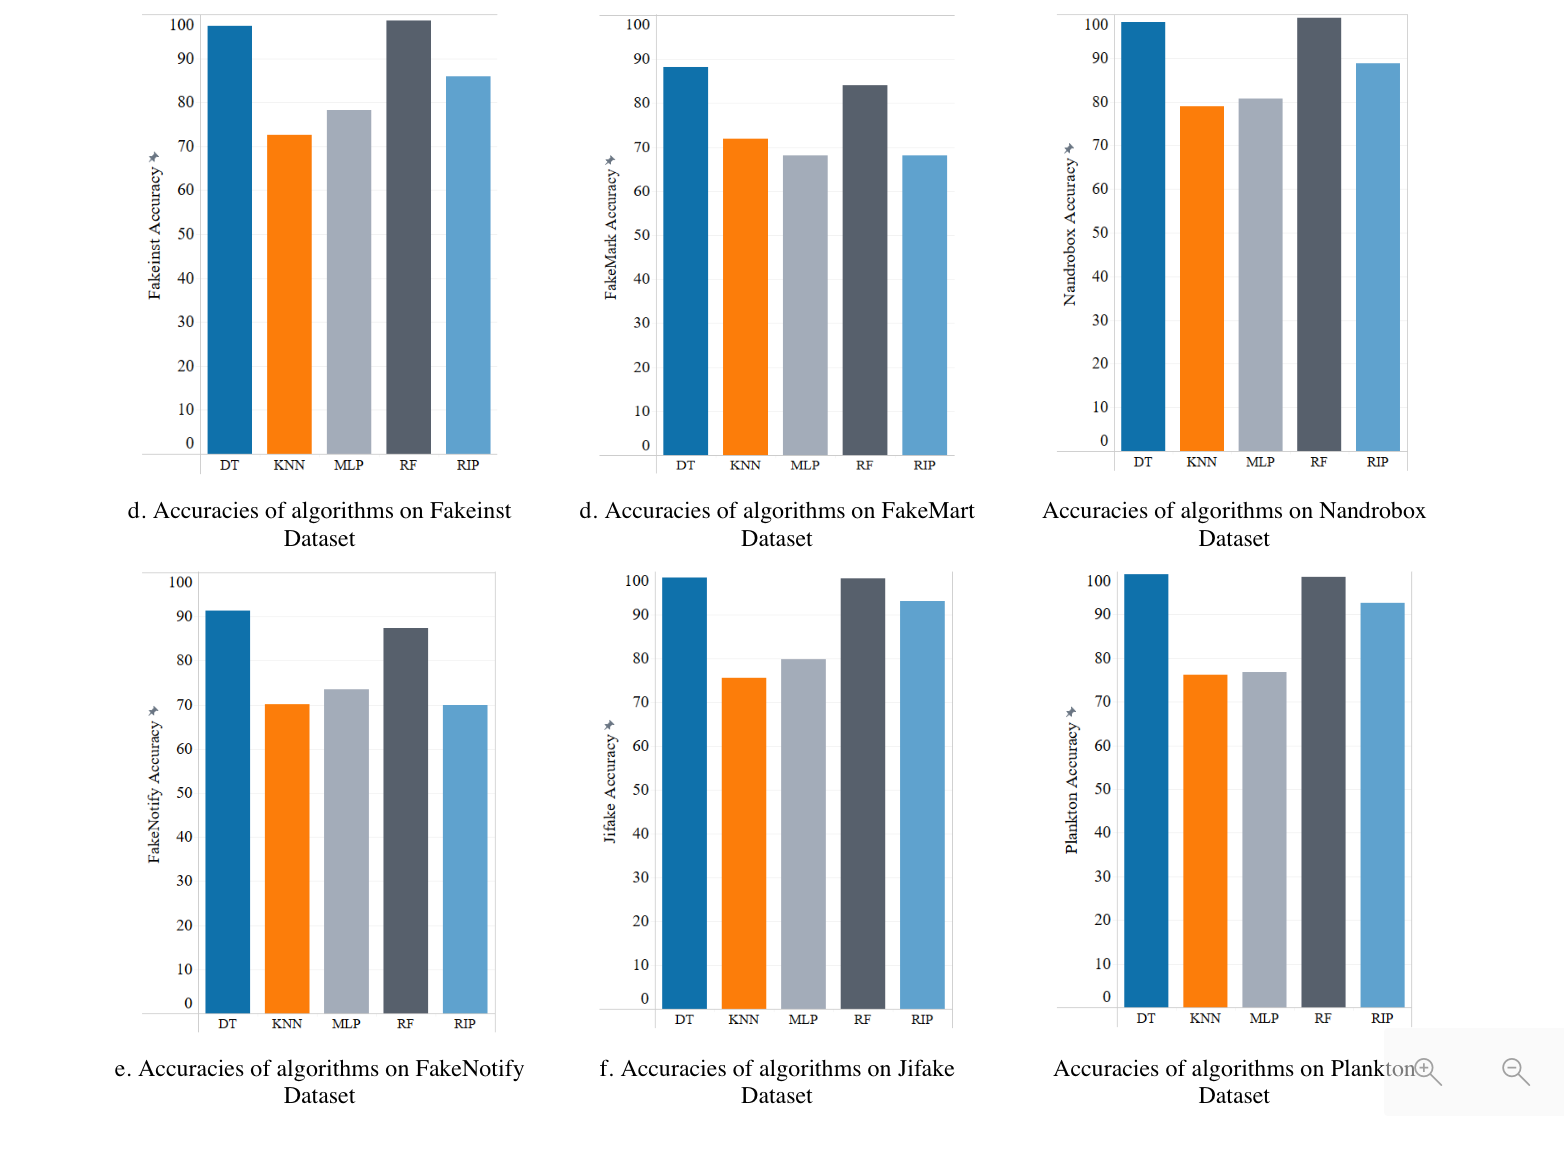 100
90
80
70
60
50
40
30
20
10
0
Fakeinst Accuracy
DT KNN MLP RF RIP
d. Accuracies of algorithms on Fakeinst
Dataset
100
90
80
70
60
50
40
30
20
10
0
FakeMark Accuracy
DT KNN MLP RF RIP
d. Accuracies of algorithms on FakeMart
Dataset
100
90
80
70
60
50
40
30
20
10
0
Nandrobox Accuracy
DT KNN MLP RF RIP
Accuracies of algorithms on Nandrobox
Dataset
100
90
80
70
60
50
40
30
20
10
0
FakeNotify Accuracy
DT KNN MLP RF RIP
e. Accuracies of algorithms on FakeNotify
Dataset
100
90
80
70
60
50
40
30
20
10
0
Jifake Accuracy
DT KNN MLP RF RIP
f. Accuracies of algorithms on Jifake
Dataset
100
90
80
70
60
50
40
30
20
10
0
Plankton Accuracy
DT KNN MLP RF RIP
Accuracies of algorithms on Plankton
Dataset